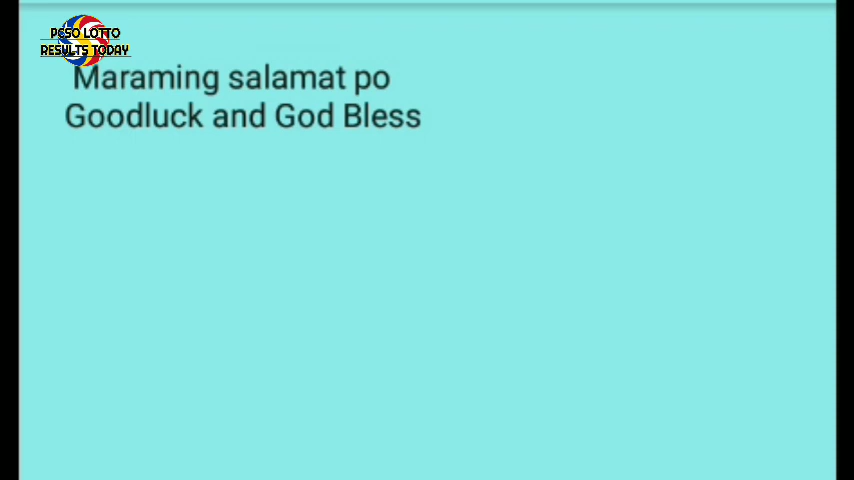 PCSO LOTTO
RESULTS TODAY
Maraming salamat po
Goodluck and God Bless